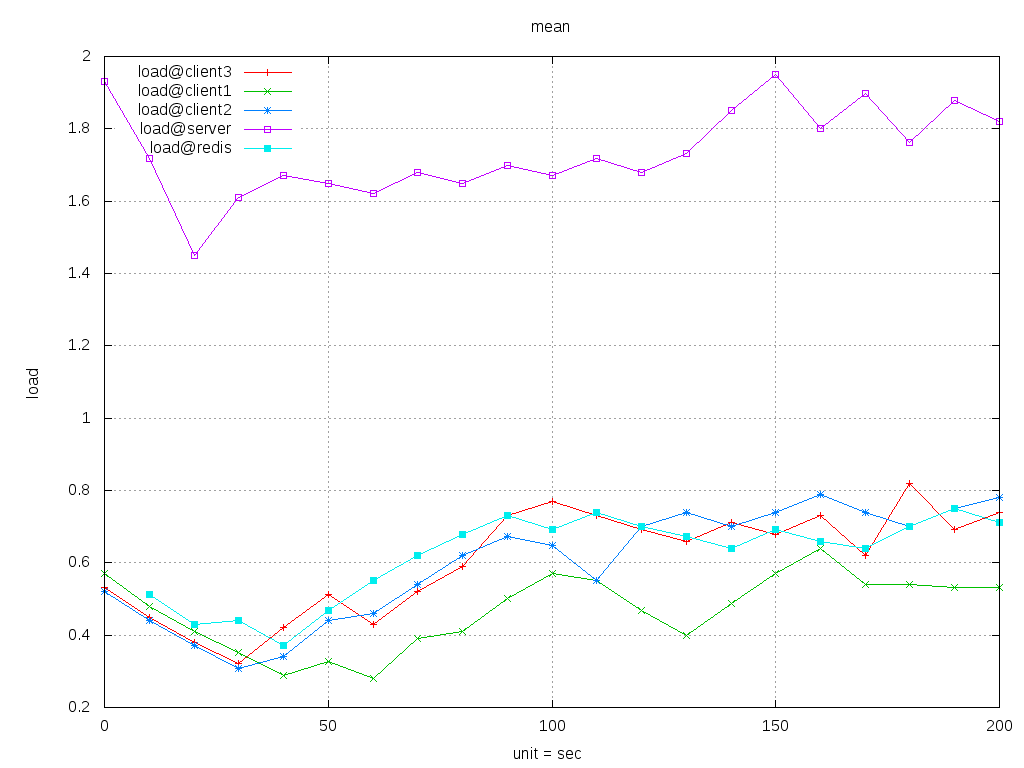 mean
load@client3
load@client1
load@client2
load@server
load@redis
2
1.8
1.6
1.4
1.2
1
0.8
0.6
0.4
0.2
load
0 50 100 150 200
unit = sec